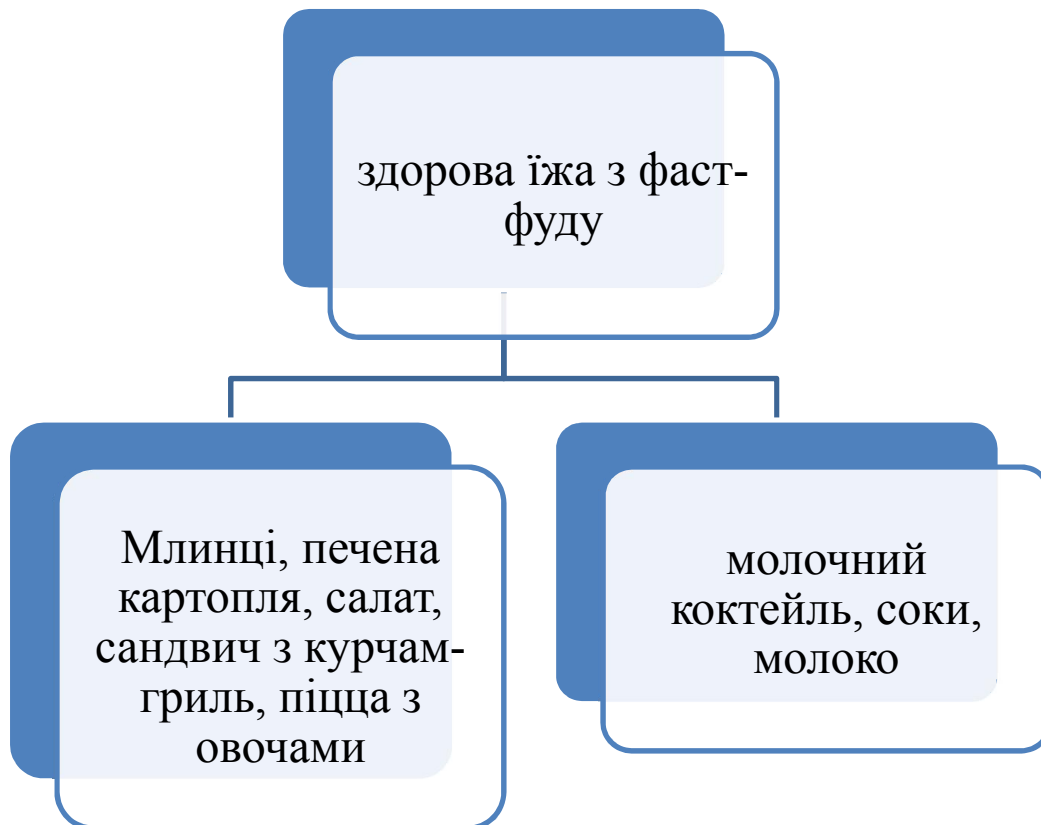 здорова їжа з фаст-
фуду
Млинці, печена
картопля, салат,
сандвич з курчам-
гриль, піцца з
овочами
молочний
коктейль, соки,
молоко